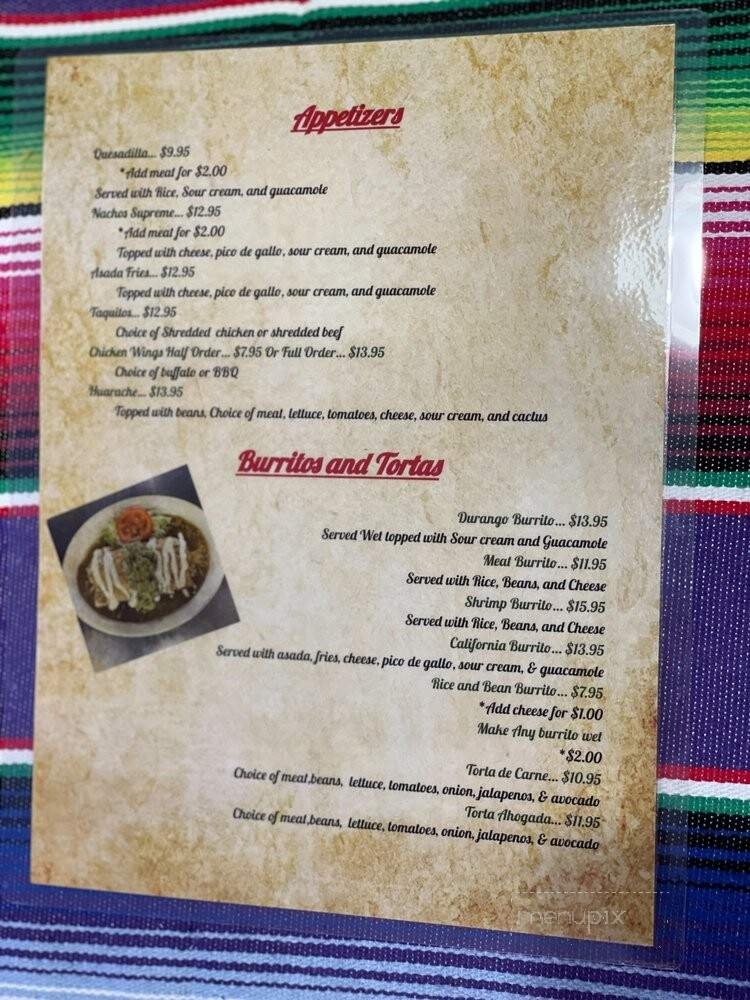 Appetizers
Quesadilla... $9.95
*Add meat for $2.00
Served with Rice, Sour cream, and guacamole
Nachos Supreme... $12.95
*Add meat for $2.00
Topped with cheese, pico de gallo, sour cream, and guacamole
Asada Fries... $12.95
Topped with cheese, pico de gallo, sour cream, and guacamole
Taquitos... $12.95
Choice of Shredded chicken or shredded beef
Chicken Wings Half Order... $7.95 Or Full Order... $13.95
Choice of buffalo or BBQ
Huarache... $13.95
Topped with beans, Choice of meat, lettuce, tomatoes, cheese, sour cream, and cactus
Burritos and Tortas
Durango Burrito... $13.95
Served Wet topped with Sour cream and Guacamole
Meat Burrito... $11.95
Served with Rice, Beans, and Cheese
Shrimp Burrito... $15.95
Served with Rice, Beans, and Cheese
California Burrito... $13.95
Served with asada, fries, cheese, pico de gallo, sour cream, & guacamole
Rice and Bean Burrito... $7.95
*Add cheese for $1.00
Make Any burrito wet
*$2.00
Torta de Carne... $10.95
Choice of meat,beans, lettuce, tomatoes, onion, jalapenos, & avocado
Torta Ahogada... $11.95
Choice of meat,beans, lettuce, tomatoes, onion, jalapenos, & avocado
menupix